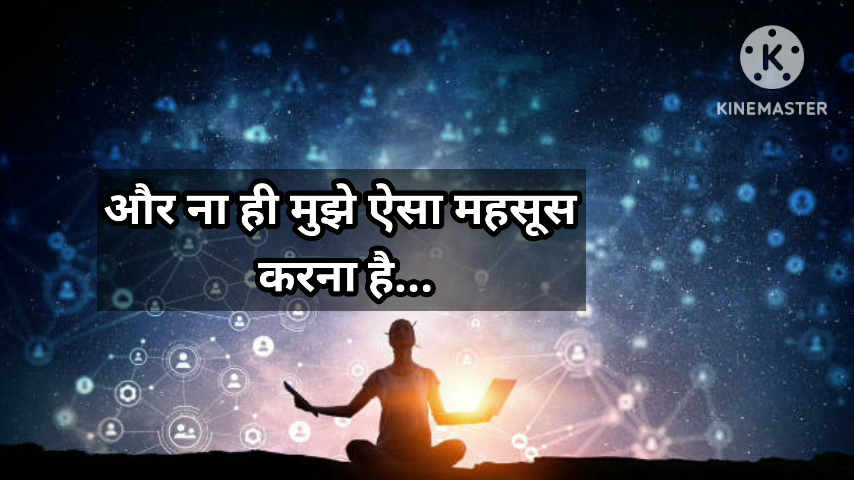 K
KINEMASTER
और ना ही मुझे ऐसा महसूस
करना है...